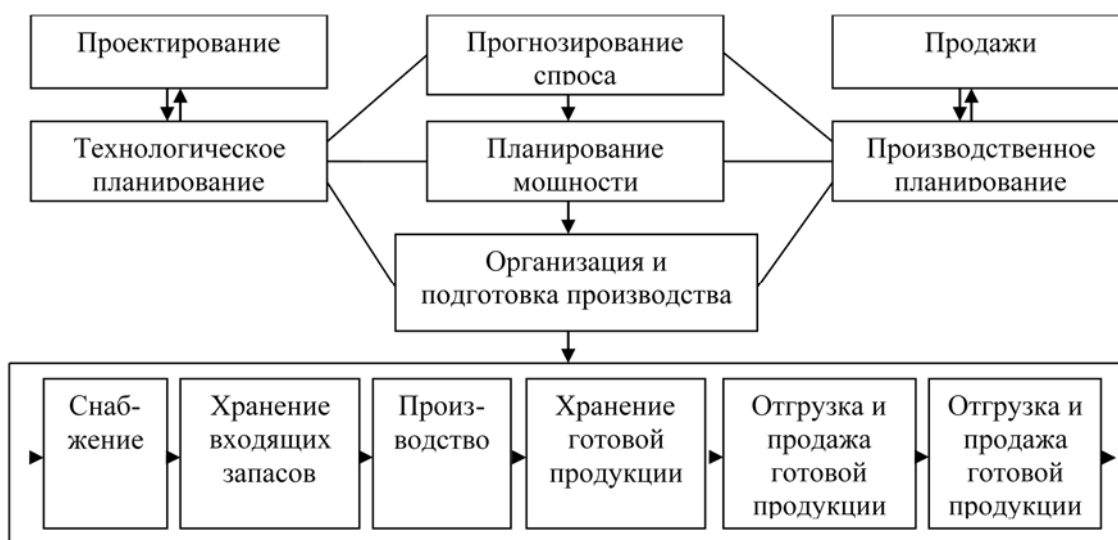 Проектирование
Прогнозирование
спроса
Продажи
Технологическое
планирование
Планирование
мощности
Производственное
планирование
Организация и
подготовка производства
Снаб-
жение
Хранение
входящих
запасов
Произ-
водство
Хранение
готовой
продукции
Отгрузка и
продажа
готовой
продукции
Отгрузка и
продажа
готовой
продукции